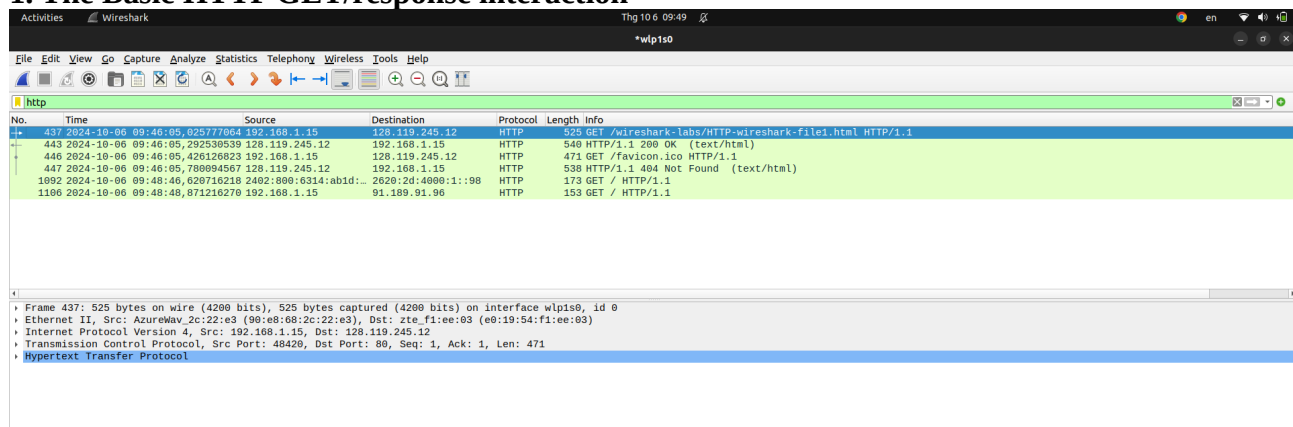 1. The Basic HTTP GET/response interaction
Activities Wireshark Thg 10 6 09:49 en
*wlp1s0
File Edit View Go Capture Analyze Statistics Telephony Wireless Tools Help
http
No. Time Source Destination Protocol Length Info
437 2024-10-06 09:46:05,025777064 192.168.1.15 128.119.245.12 HTTP 525 GET /wireshark-labs/HTTP-wireshark-file1.html HTTP/1.1
443 2024-10-06 09:46:05,292530539 128.119.245.12 192.168.1.15 HTTP 540 HTTP/1.1 200 OK (text/html)
446 2024-10-06 09:46:05,426126823 192.168.1.15 128.119.245.12 HTTP 471 GET /favicon.ico HTTP/1.1
447 2024-10-06 09:46:05,780094567 128.119.245.12 192.168.1.15 HTTP 538 HTTP/1.1 404 Not Found (text/html)
1092 2024-10-06 09:48:46,620716218 2402:800:6314:ab1d:… 2620:2d:4000:1::98 HTTP 173 GET / HTTP/1.1
1106 2024-10-06 09:48:48,871216270 192.168.1.15 91.189.91.96 HTTP 153 GET / HTTP/1.1
Frame 437: 525 bytes on wire (4200 bits), 525 bytes captured (4200 bits) on interface wlp1s0, id 0
Ethernet II, Src: AzureWav_2c:22:e3 (90:e8:68:2c:22:e3), Dst: zte_f1:ee:03 (e0:19:54:f1:ee:03)
Internet Protocol Version 4, Src: 192.168.1.15, Dst: 128.119.245.12
Transmission Control Protocol, Src Port: 48420, Dst Port: 80, Seq: 1, Ack: 1, Len: 471
Hypertext Transfer Protocol